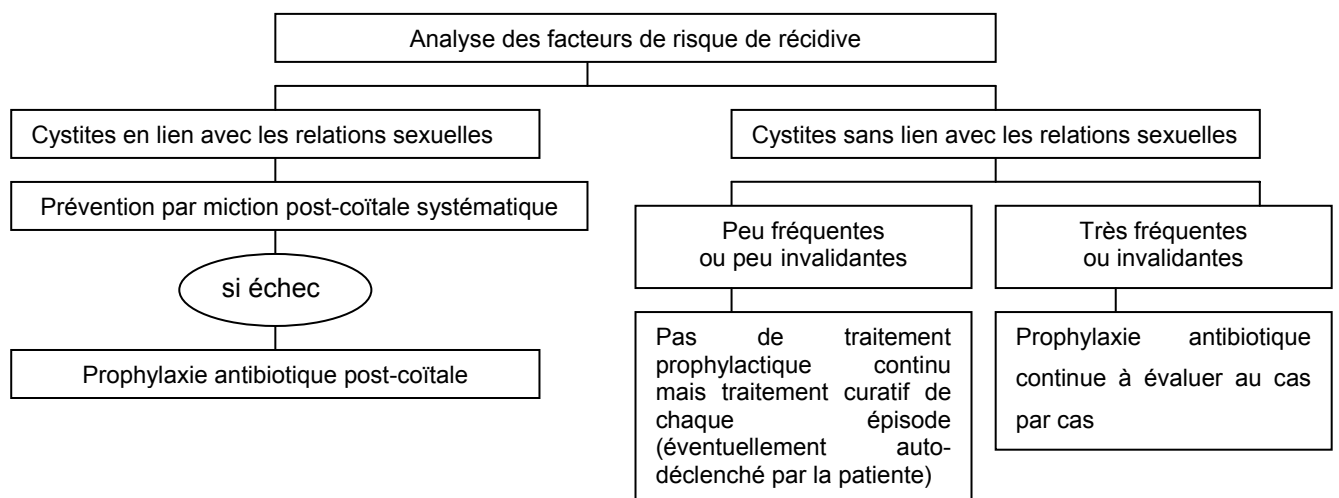 Analyse des facteurs de risque de récidive
Cystites en lien avec les relations sexuelles
Prévention par miction post-coïtale systématique
si échec
Prophylaxie antibiotique post-coïtale
Cystites sans lien avec les relations sexuelles
Peu fréquentes
ou peu invalidantes
Pas de traitement
prophylactique continu
mais traitement curatif de
chaque épisode
(éventuellement auto-
déclenché par la patiente)
Très fréquentes
ou invalidantes
Prophylaxie antibiotique
continue à évaluer au cas
par cas